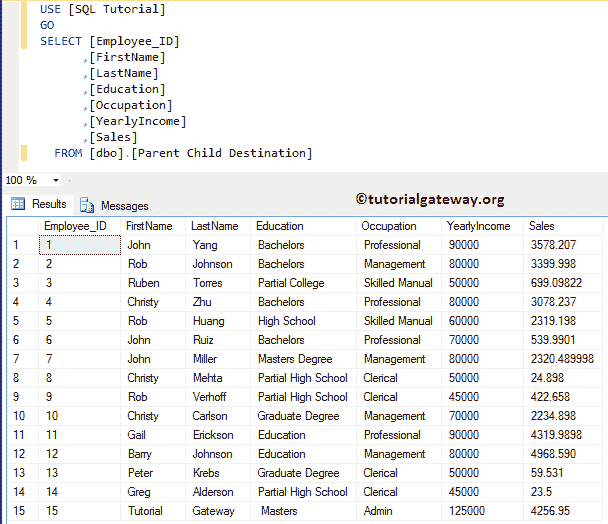 USE [SQL Tutorial]
GO
SELECT [Employee_ID]
,[FirstName]
,[LastName]
,[Education]
,[Occupation]
,[YearlyIncome]
,[Sales]
FROM [dbo].[Parent Child Destination]
100 %
©tutorialgateway.org
Results Messages
Employee_ID FirstName LastName Education Occupation YearlyIncome Sales
1 1 John Yang Bachelors Professional 90000 3578.207
2 2 Rob Johnson Bachelors Management 80000 3399.998
3 3 Ruben Torres Partial College Skilled Manual 50000 699.09822
4 4 Christy Zhu Bachelors Professional 80000 3078.237
5 5 Rob Huang High School Skilled Manual 60000 2319.198
6 6 John Ruiz Bachelors Professional 70000 539.9901
7 7 John Miller Masters Degree Management 80000 2320.489998
8 8 Christy Mehta Partial High School Clerical 50000 24.898
9 9 Rob Verhoff Partial High School Clerical 45000 422.658
10 10 Christy Carlson Graduate Degree Management 70000 2234.898
11 11 Gail Erickson Education Professional 90000 4319.9898
12 12 Barry Johnson Education Management 80000 4968.590
13 13 Peter Krebs Graduate Degree Clerical 50000 59.531
14 14 Greg Alderson Partial High School Clerical 45000 23.5
15 15 Tutorial Gateway Masters Admin 125000 4256.95